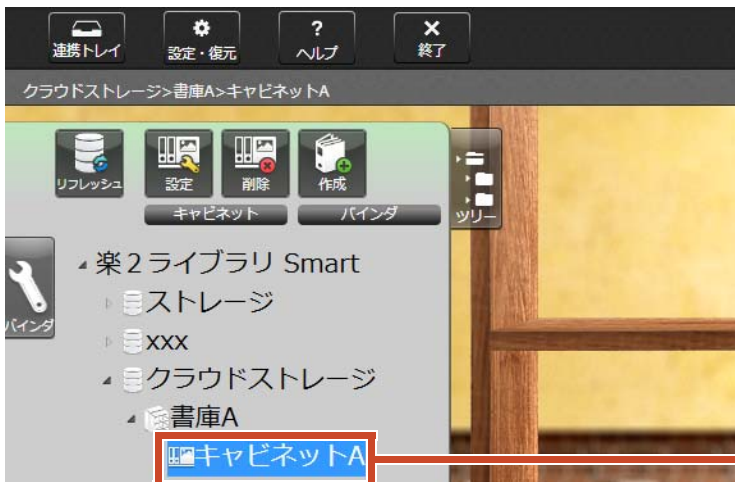 連携トレイ 設定・復元 ? ヘルプ 終了
クラウドストレージ>書庫A>キャビネットA
リフレッシュ 設定 削除 作成
キャビネット バインダ
ツリー
楽2ライブラリ Smart
バインダ
ストレージ
xxx
クラウドストレージ
書庫A
キャビネットA